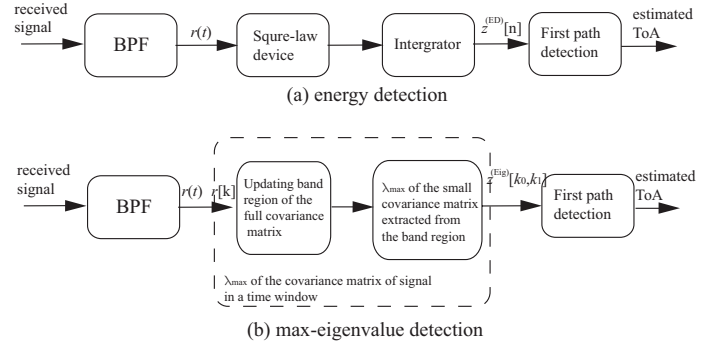 received
signal
BPF
r(t)
Squre-law
device
Intergrator
z(ED)[n]
First path
detection
estimated
ToA
(a) energy detection
received
signal
BPF
r(t) r[k]
Updating band
region of the
full covariance
matrix
λmax of the small
covariance matrix
extracted from
the band region
z(Eig)[k0,k1]
First path
detection
estimated
ToA
λmax of the covariance matrix of signal
in a time window
(b) max-eigenvalue detection